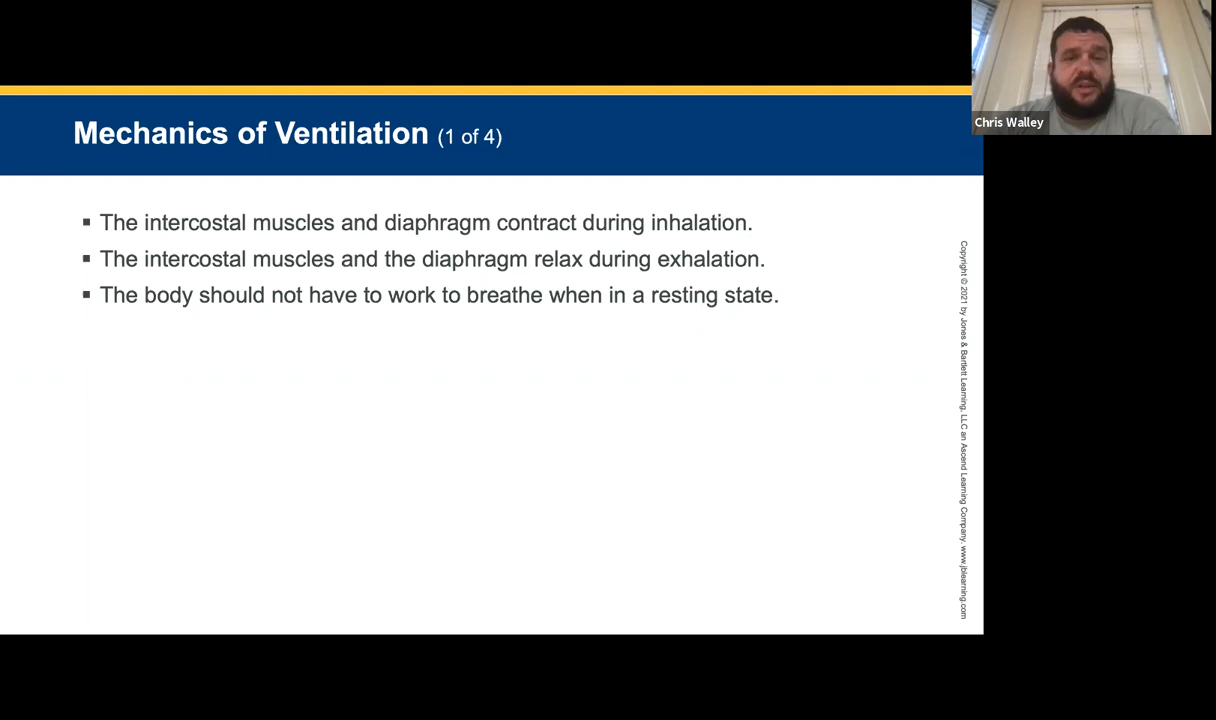 Mechanics of Ventilation (1 of 4)
▪ The intercostal muscles and diaphragm contract during inhalation.
▪ The intercostal muscles and the diaphragm relax during exhalation.
▪ The body should not have to work to breathe when in a resting state.
Copyright © 2021 by Jones & Bartlett Learning, LLC an Ascend Learning Company. www.jblearning.com
Chris Walley